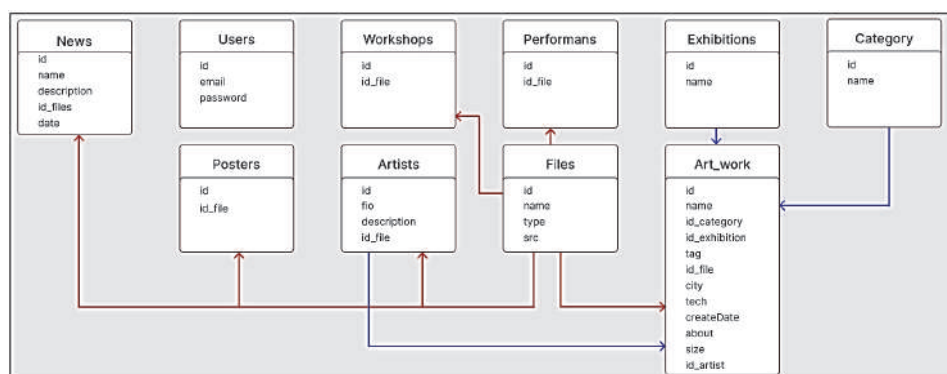 News
id
name
description
id_files
date
Users
id
email
password
Workshops
id
id_file
Performans
id
id_file
Exhibitions
id
name
Category
id
name
Posters
id
id_file
Artists
id
fio
description
id_file
Files
id
name
type
src
Art_work
id
name
id_category
id_exhibition
tag
id_file
city
tech
createDate
about
size
id_artist